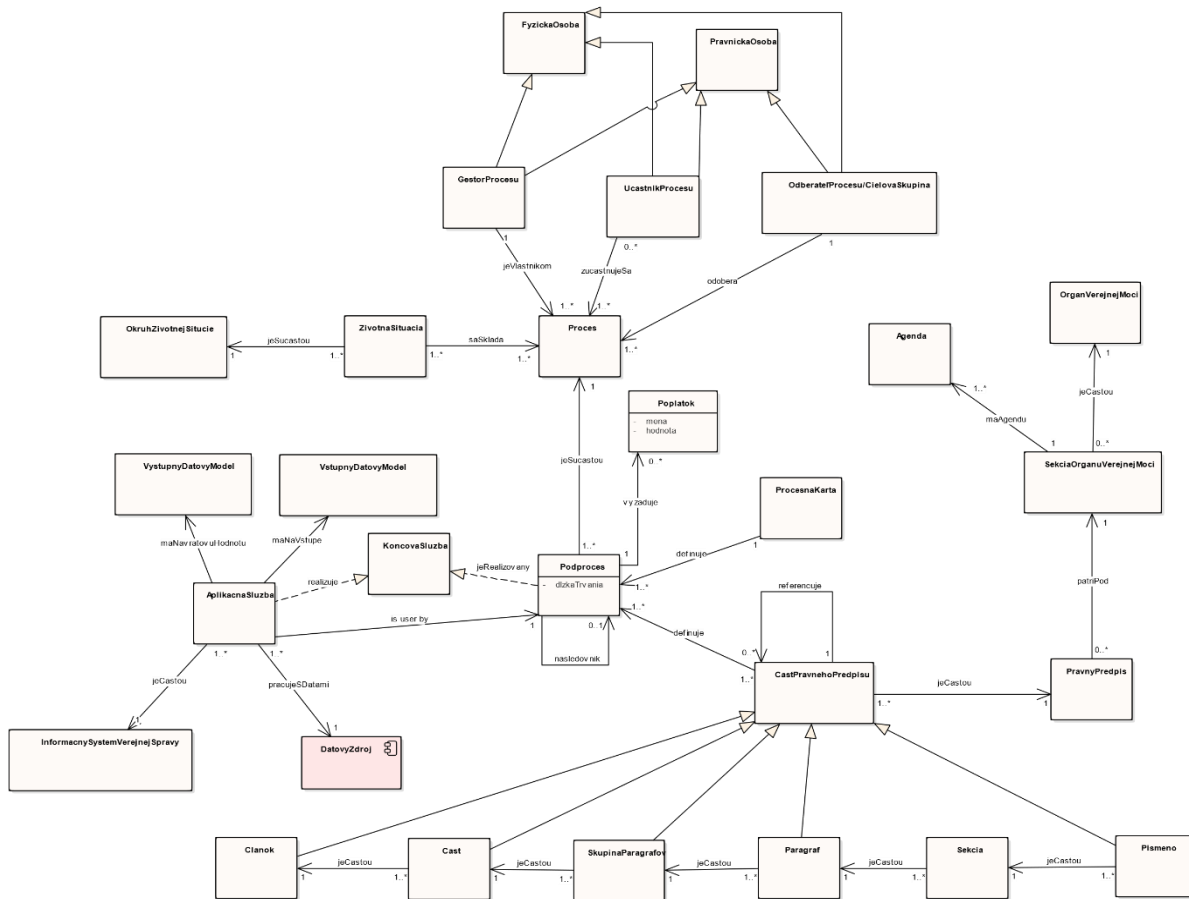 FyzickaOsoba
PravnickaOsoba
GestorProcesu
UcastnikProcesu
OdberateľProcesu/CielovaSkupina
1
0..*
1
jeVlastnikom
zucastnujeSa
odobera
1..*
1..*
1..*
OkruhZivotnejSitucie
ZivotnaSituacia
Proces
jeSucastou
saSklada
1
1..*
1..*
1..*
1
OrganVerejnejMoci
1
Agenda
1..*
jeCastou
maAgendu
1
0..*
SekciaOrganuVerejnejMoci
1
Poplatok
- mena
- hodnota
0..*
jeSucastou
vyzaduje
1..*
1
VystupnyDatovyModel
VstupnyDatovyModel
ProcesnaKarta
1
maNavratovuHodnotu
maNaVstupe
KoncovaSluzba
jeRealizovany
realizuje
Podproces
- dlzkaTrvania
definuje
1..*
1..*
AplikacnaSluzba
is user by
1
0..1
nasledovnik
referencuje
definuje
patriPod
1..*
1..*
0..*
1
1..*
0..*
CastPravnehoPredpisu
jeCastou
1..*
1
PravnyPredpis
jeCastou
pracujeSDatami
1..
1
InformacnySystemVerejnejSpravy
DatovyZdroj
Clanok
Cast
SkupinaParagrafov
Paragraf
Sekcia
Pismeno
jeCastou
jeCastou
jeCastou
jeCastou
jeCastou
1
1..*
1
1..*
1
1..*
1
1..*
1
1..*